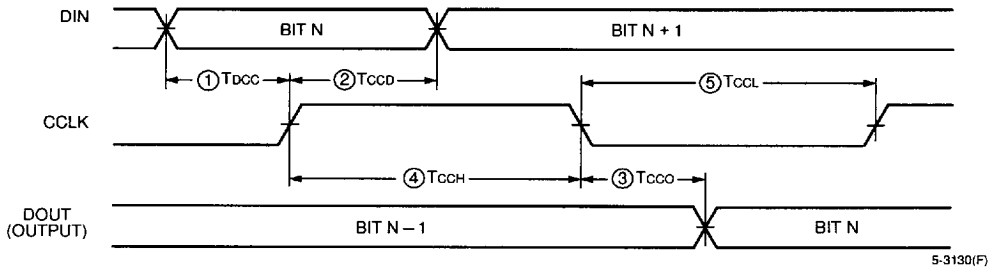 DIN
BIT N
BIT N + 1
① TDCC
② TCCD
⑤ TCCL
CCLK
④ TCCH
③ TCCO
DOUT
(OUTPUT)
BIT N – 1
BIT N
5-3130(F)